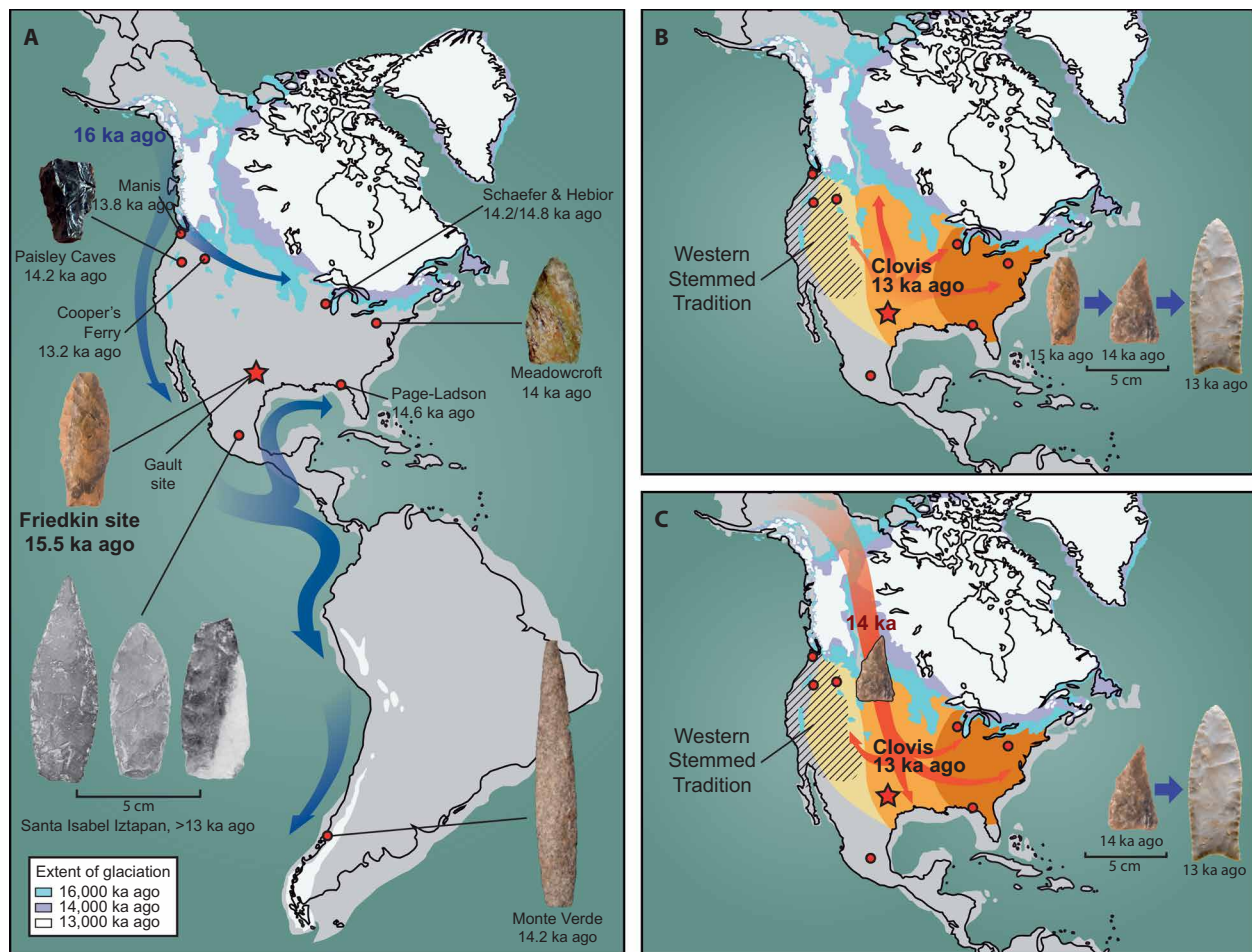 A
16 ka ago
Manis
13.8 ka ago
Paisley Caves
14.2 ka ago
Cooper's
Ferry
13.2 ka ago
Schaefer & Hebior
14.2/14.8 ka ago
Meadowcroft
14 ka ago
Page-Ladson
14.6 ka ago
Gault
site
Friedkin site
15.5 ka ago
5 cm
Santa Isabel Iztapan, >13 ka ago
Extent of glaciation
16,000 ka ago
14,000 ka ago
13,000 ka ago
Monte Verde
14.2 ka ago
B
Western
Stemmed
Tradition
Clovis
13 ka ago
15 ka ago
14 ka ago
5 cm
13 ka ago
C
14 ka
Western
Stemmed
Tradition
Clovis
13 ka ago
14 ka ago
5 cm
13 ka ago